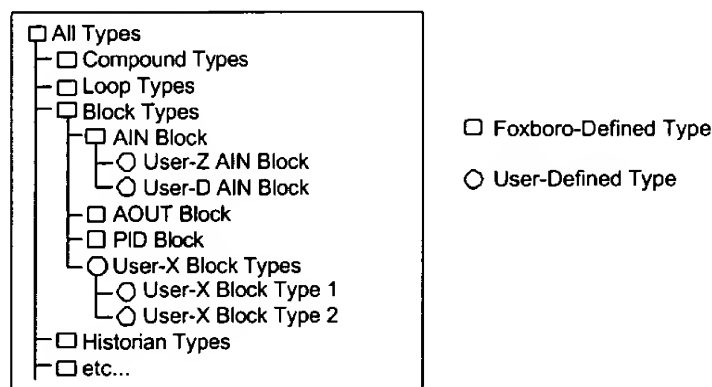 All Types
Compound Types
Loop Types
Block Types
AIN Block
User-Z AIN Block
User-D AIN Block
AOUT Block
PID Block
User-X Block Types
User-X Block Type 1
User-X Block Type 2
Historian Types
etc...
Foxboro-Defined Type
User-Defined Type